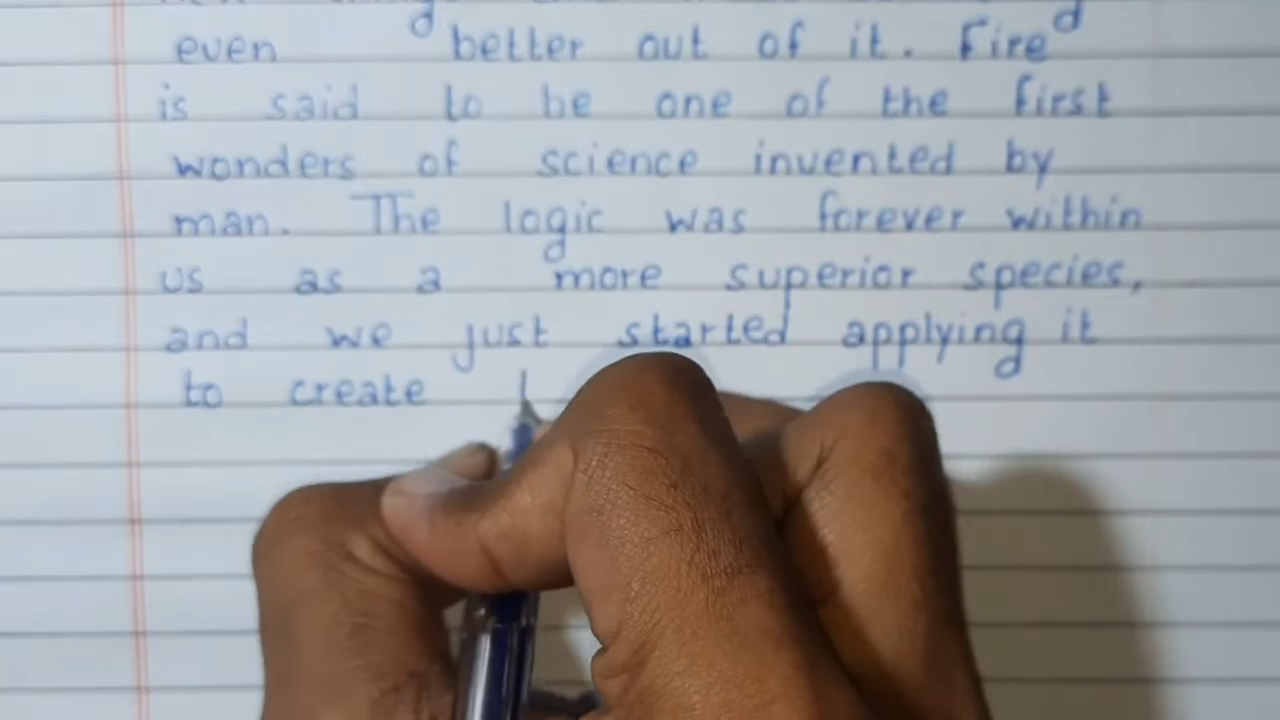 even better out of it. Fire
is said to be one of the first
wonders of science invented by
man. The logic was forever within
us as a more superior species,
and we just started applying it
to create